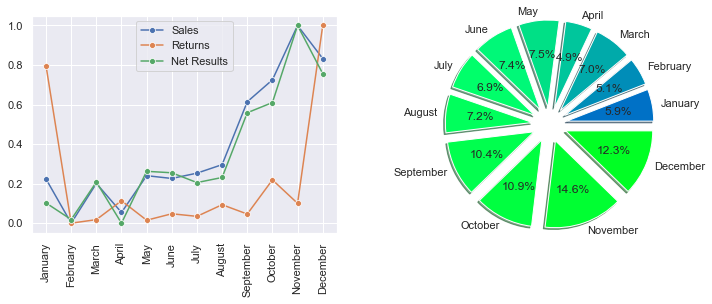 Sales
Returns
Net Results
1.0
0.8
0.6
0.4
0.2
0.0
January
February
March
April
May
June
July
August
September
October
November
December
January
February
March
April
May
June
July
August
September
October
November
December
5.9%
5.1%
7.0%
4.9%
7.5%
7.4%
6.9%
7.2%
10.4%
10.9%
14.6%
12.3%